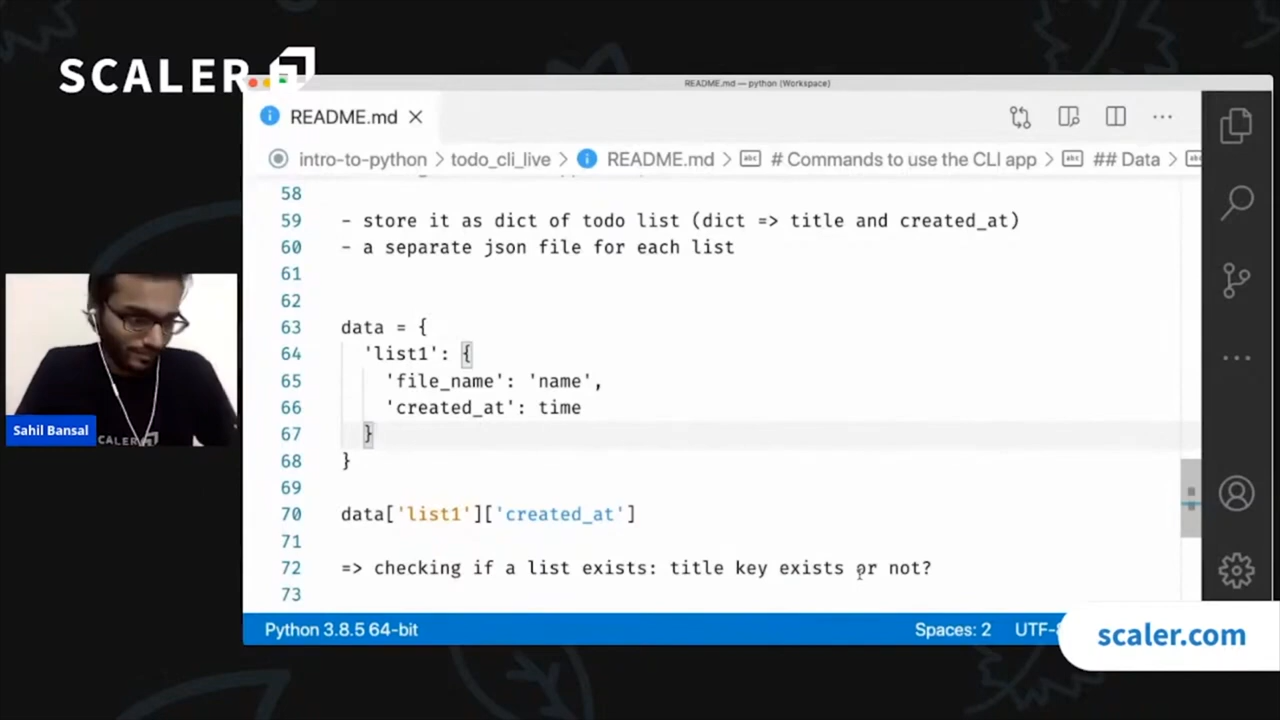 SCALER
README.md — python (Workspace)
README.md
intro-to-python > todo_cli_live > README.md > # Commands to use the CLI app > ## Data >
58
59 - store it as dict of todo list (dict => title and created_at)
60 - a separate json file for each list
61
62
63 data = {
64 'list1': {
65 'file_name': 'name',
66 'created_at': time
67 }
68 }
69
70 data['list1']['created_at']
71
72 => checking if a list exists: title key exists or not?
73
Sahil Bansal
Python 3.8.5 64-bit
Spaces: 2
scaler.com